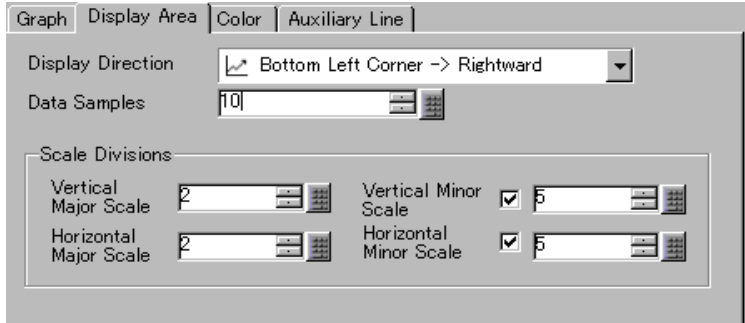 Graph Display Area Color Auxiliary Line
Display Direction Bottom Left Corner -> Rightward
Data Samples 10
Scale Divisions
Vertical
Major Scale 2
Vertical Minor
Scale 5
Horizontal
Major Scale 2
Horizontal
Minor Scale 5